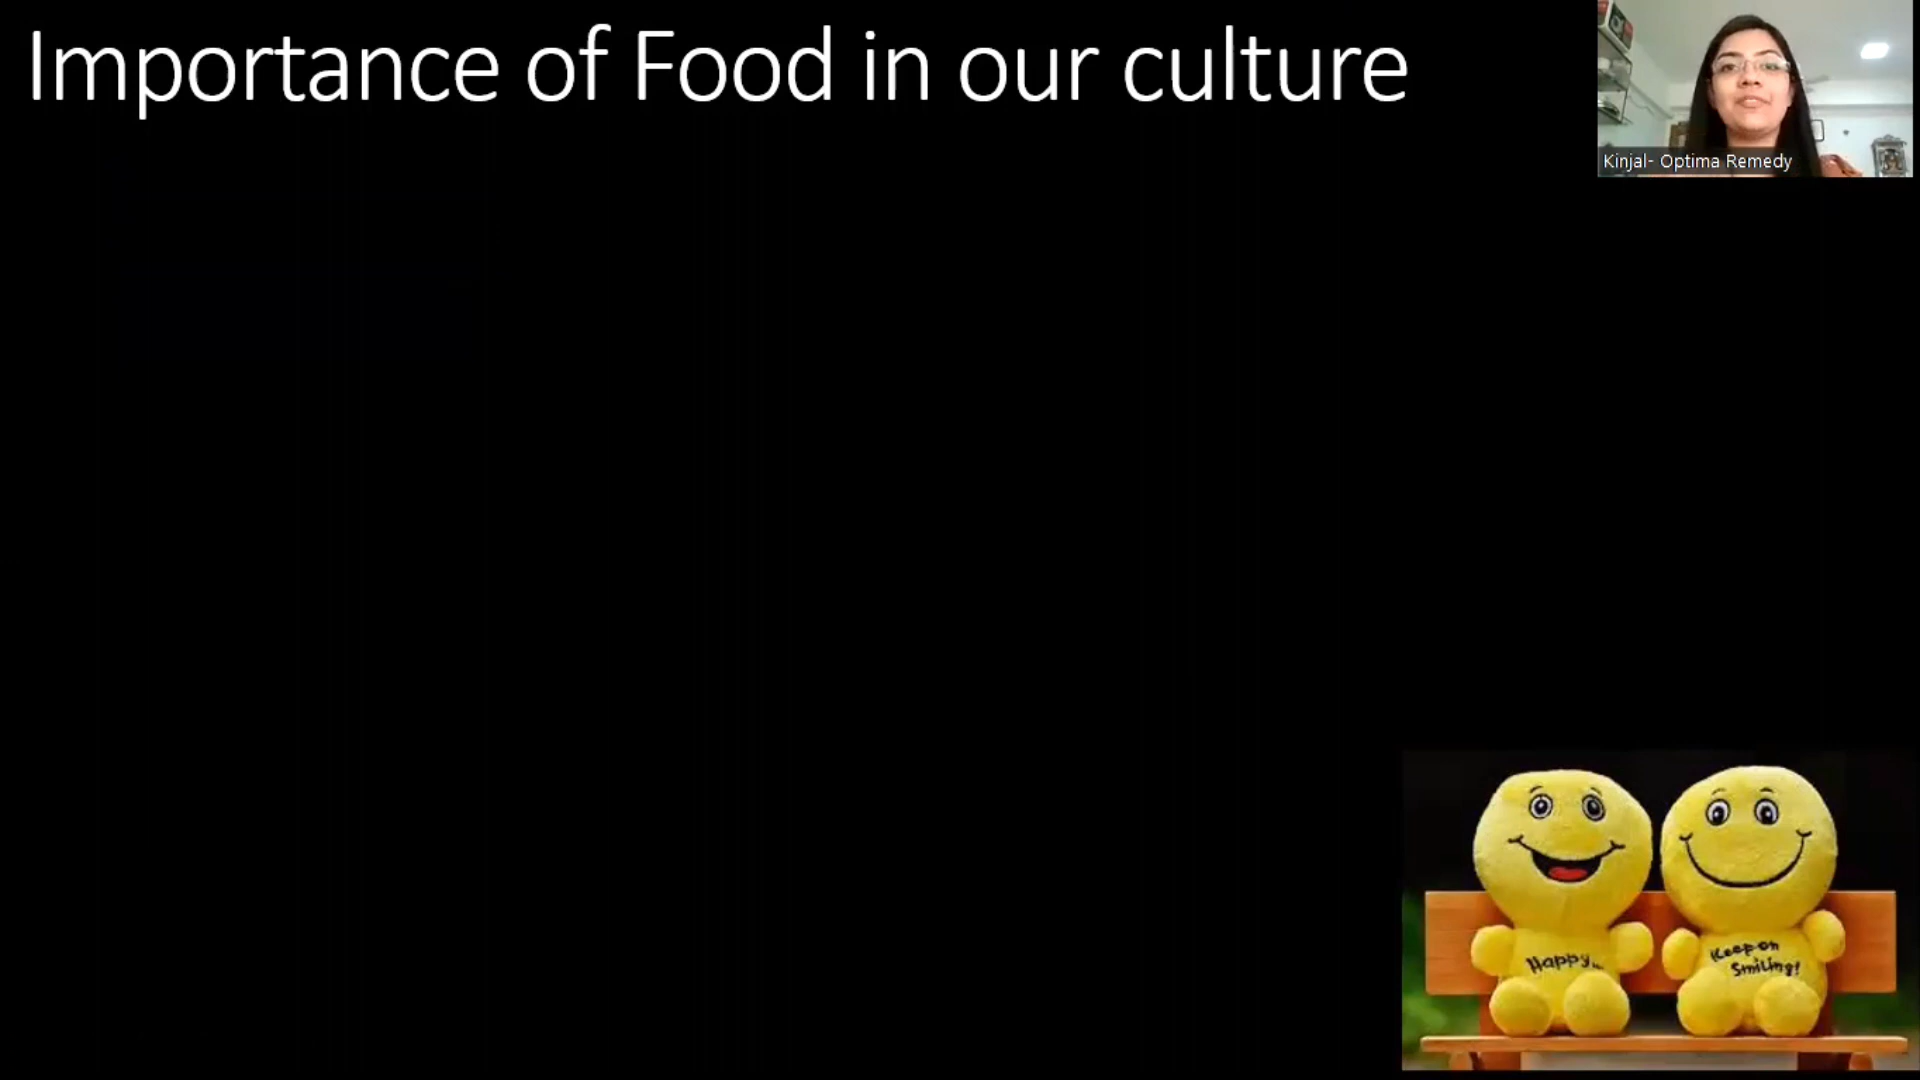 Importance of Food in our culture
Kinjal- Optima Remedy
Happy..
Keep on
Smiling!